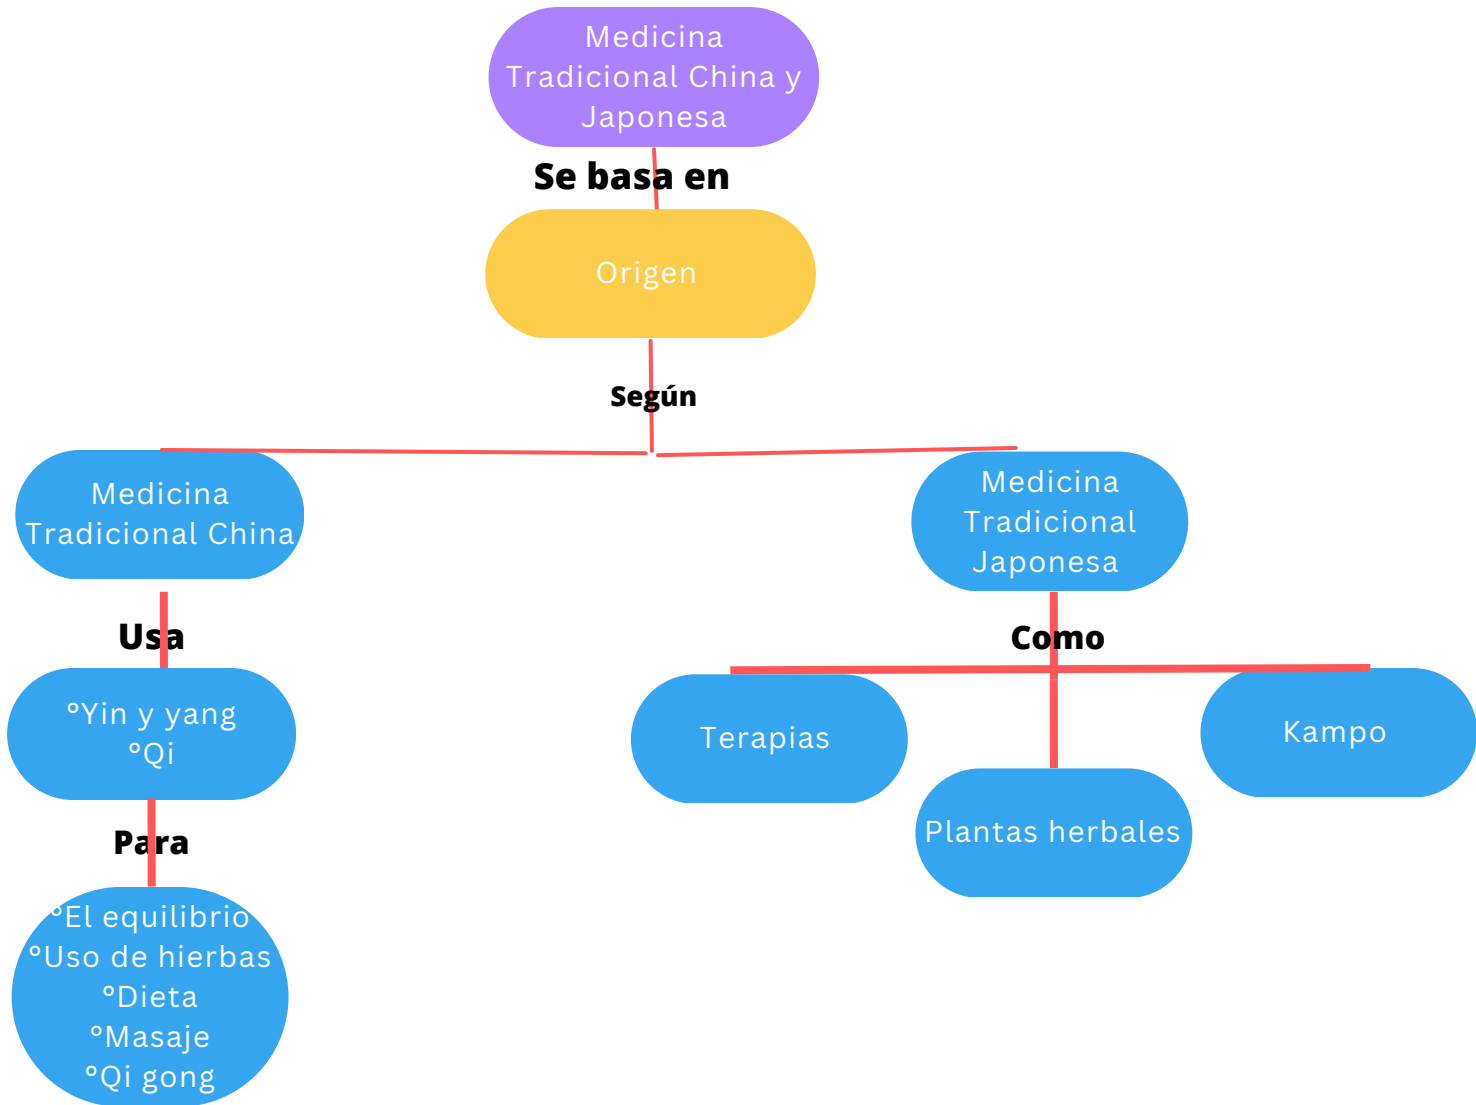 Medicina
Tradicional China y
Japonesa
Se basa en
Origen
Según
Medicina
Tradicional China
Medicina
Tradicional
Japonesa
Usa
Como
°Yin y yang
°Qi
Terapias
Kampo
Plantas herbales
Para
°El equilibrio
°Uso de hierbas
°Dieta
°Masaje
°Qi gong